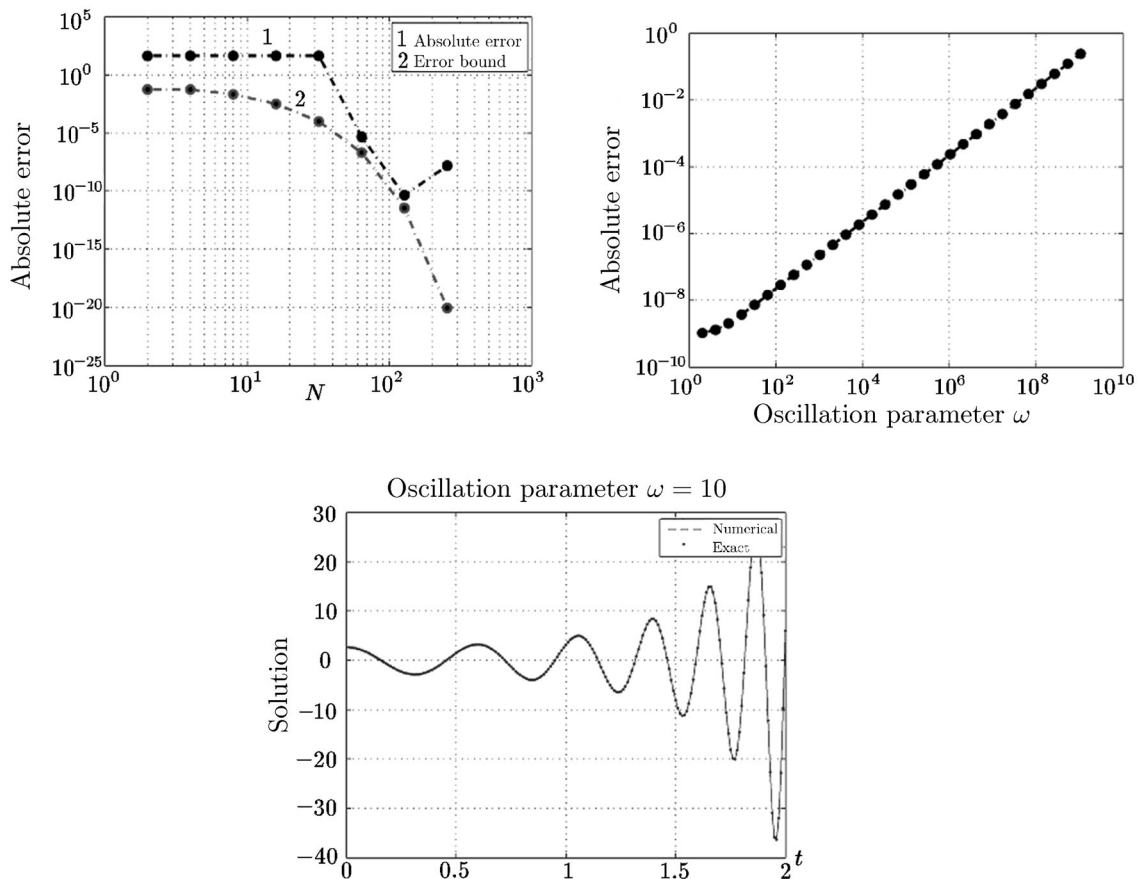 10^5
10^0
10^−5
10^−10
10^−15
10^−20
10^−25
Absolute error
1
2
1 Absolute error
2 Error bound
10^0 10^1 10^2 10^3
N
10^0
10^−2
10^−4
10^−6
10^−8
10^−10
Absolute error
10^0 10^2 10^4 10^6 10^8 10^10
Oscillation parameter ω
Oscillation parameter ω = 10
30
20
10
0
−10
−20
−30
−40
Solution
Numerical
Exact
0 0.5 1 1.5 2 t